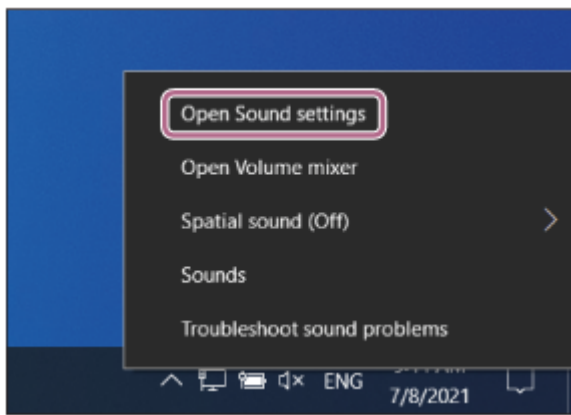 Open Sound settings
Open Volume mixer
Spatial sound (Off)
Sounds
Troubleshoot sound problems
ENG
7/8/2021